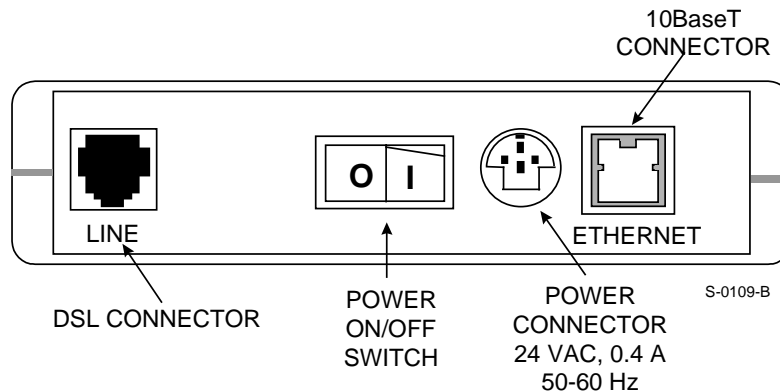 10BaseT
CONNECTOR
O I
LINE
ETHERNET
S-0109-B
DSL CONNECTOR
POWER
ON/OFF
SWITCH
POWER
CONNECTOR
24 VAC, 0.4 A
50-60 Hz